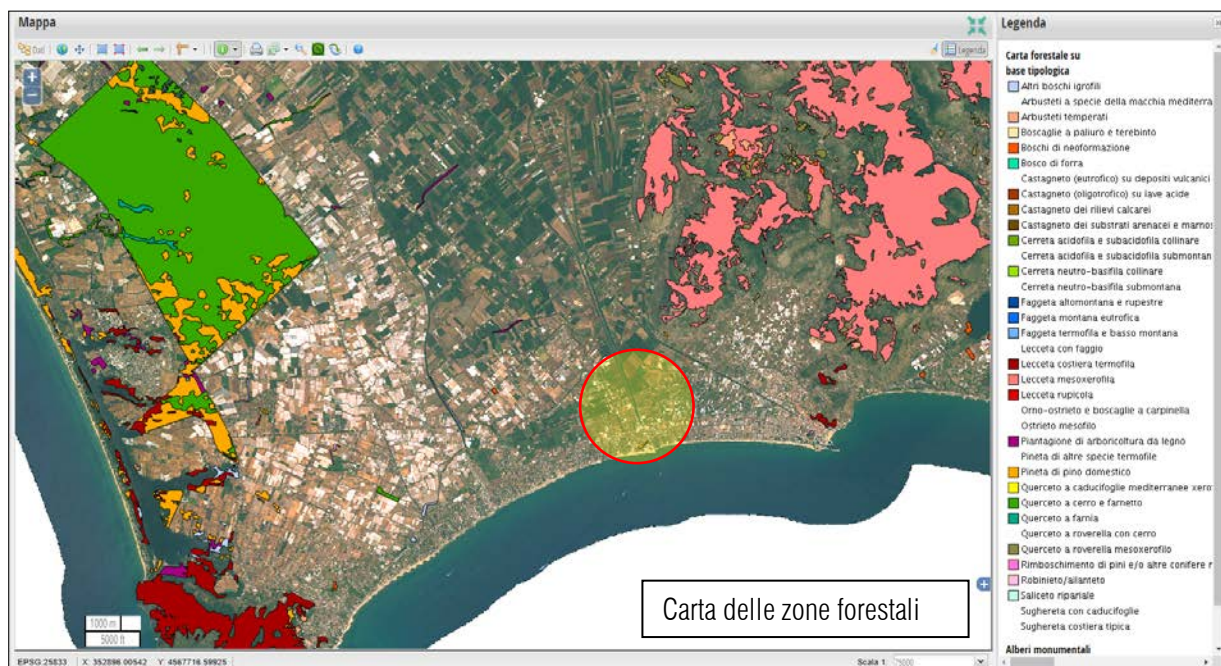 Mappa
Dati
Legenda
Legenda
Carta forestale su
base tipologica
Altri boschi igrofili
Arbusteti a specie della macchia mediterra
Arbusteti temperati
Boscaglie a paliuro e terebinto
Boschi di neoformazione
Bosco di forra
Castagneto (eutrofico) su depositi vulcanici
Castagneto (oligotrofico) su lave acide
Castagneto dei rilievi calcarei
Castagneto dei substrati arenacei e marnos
Cerreta acidofila e subacidofila collinare
Cerreta acidofila e subacidofila submontan
Cerreta neutro-basifila collinare
Cerreta neutro-basifila submontana
Faggeta altomontana e rupestre
Faggeta montana eutrofica
Faggeta termofila e basso montana
Lecceta con faggio
Lecceta costiera termofila
Lecceta mesoxerofila
Lecceta rupicola
Orno-ostrieto e boscaglie a carpinella
Ostrieto mesofilo
Piantagione di arboricoltura da legno
Pineta di altre specie termofile
Pineta di pino domestico
Querceto a caducifoglie mediterranee xero
Querceto a cerro e farnetto
Querceto a farnia
Querceto a roverella con cerro
Querceto a roverella mesoxerofilo
Rimboschimento di pini e/o altre conifere r
Robinieto/ailanteto
Saliceto ripariale
Sughereta con caducifoglie
Sughereta costiera tipica
Alberi monumentali
Carta delle zone forestali
1000 m
5000 ft
EPSG:25833 X: 352896.00542 Y: 4567716.59925
Scala 1: 75000